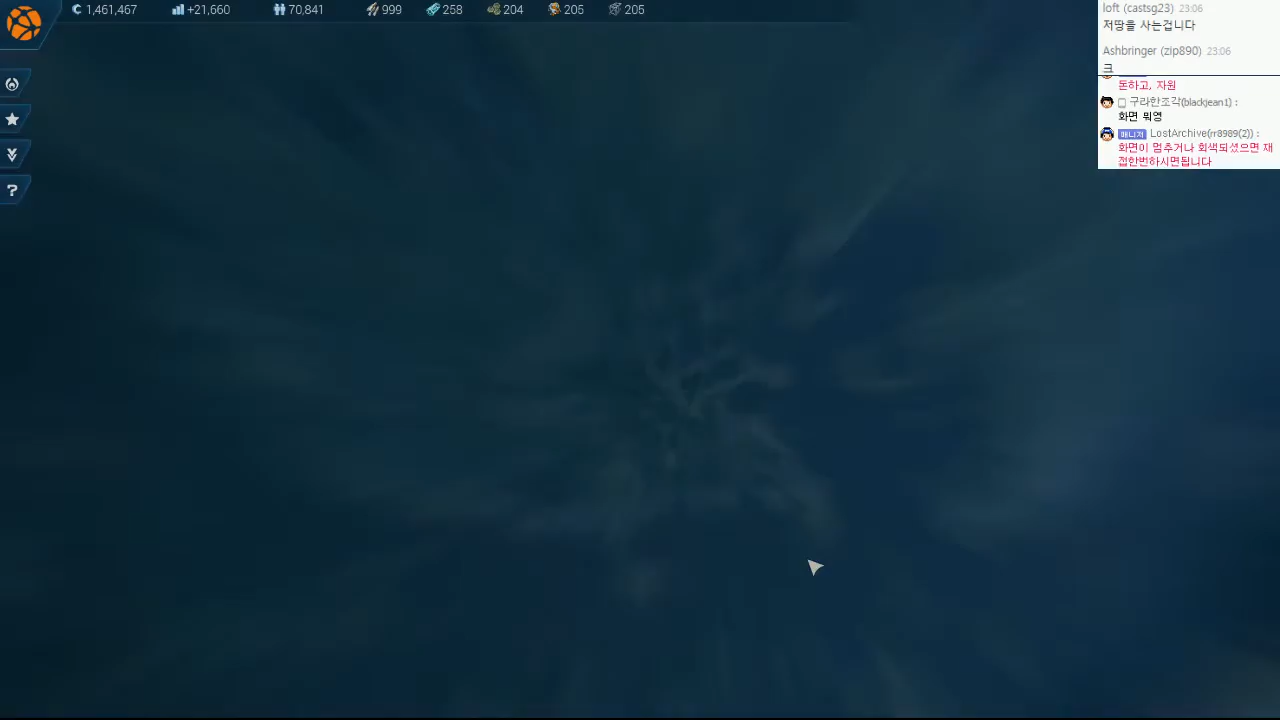 1,461,467 +21,660 70,841 999 258 204 205 205
?
loft (castsg23) 23:06
저땅을 사는겁니다
Ashbringer (zip890) 23:06
크
돈하고, 자원
구라한조각(blackjean1) :
화면 뭐영
매니저 LostArchive(rr8989(2)) :
화면이 멈추거나 회색되셨으면 재
접한번하시면됩니다